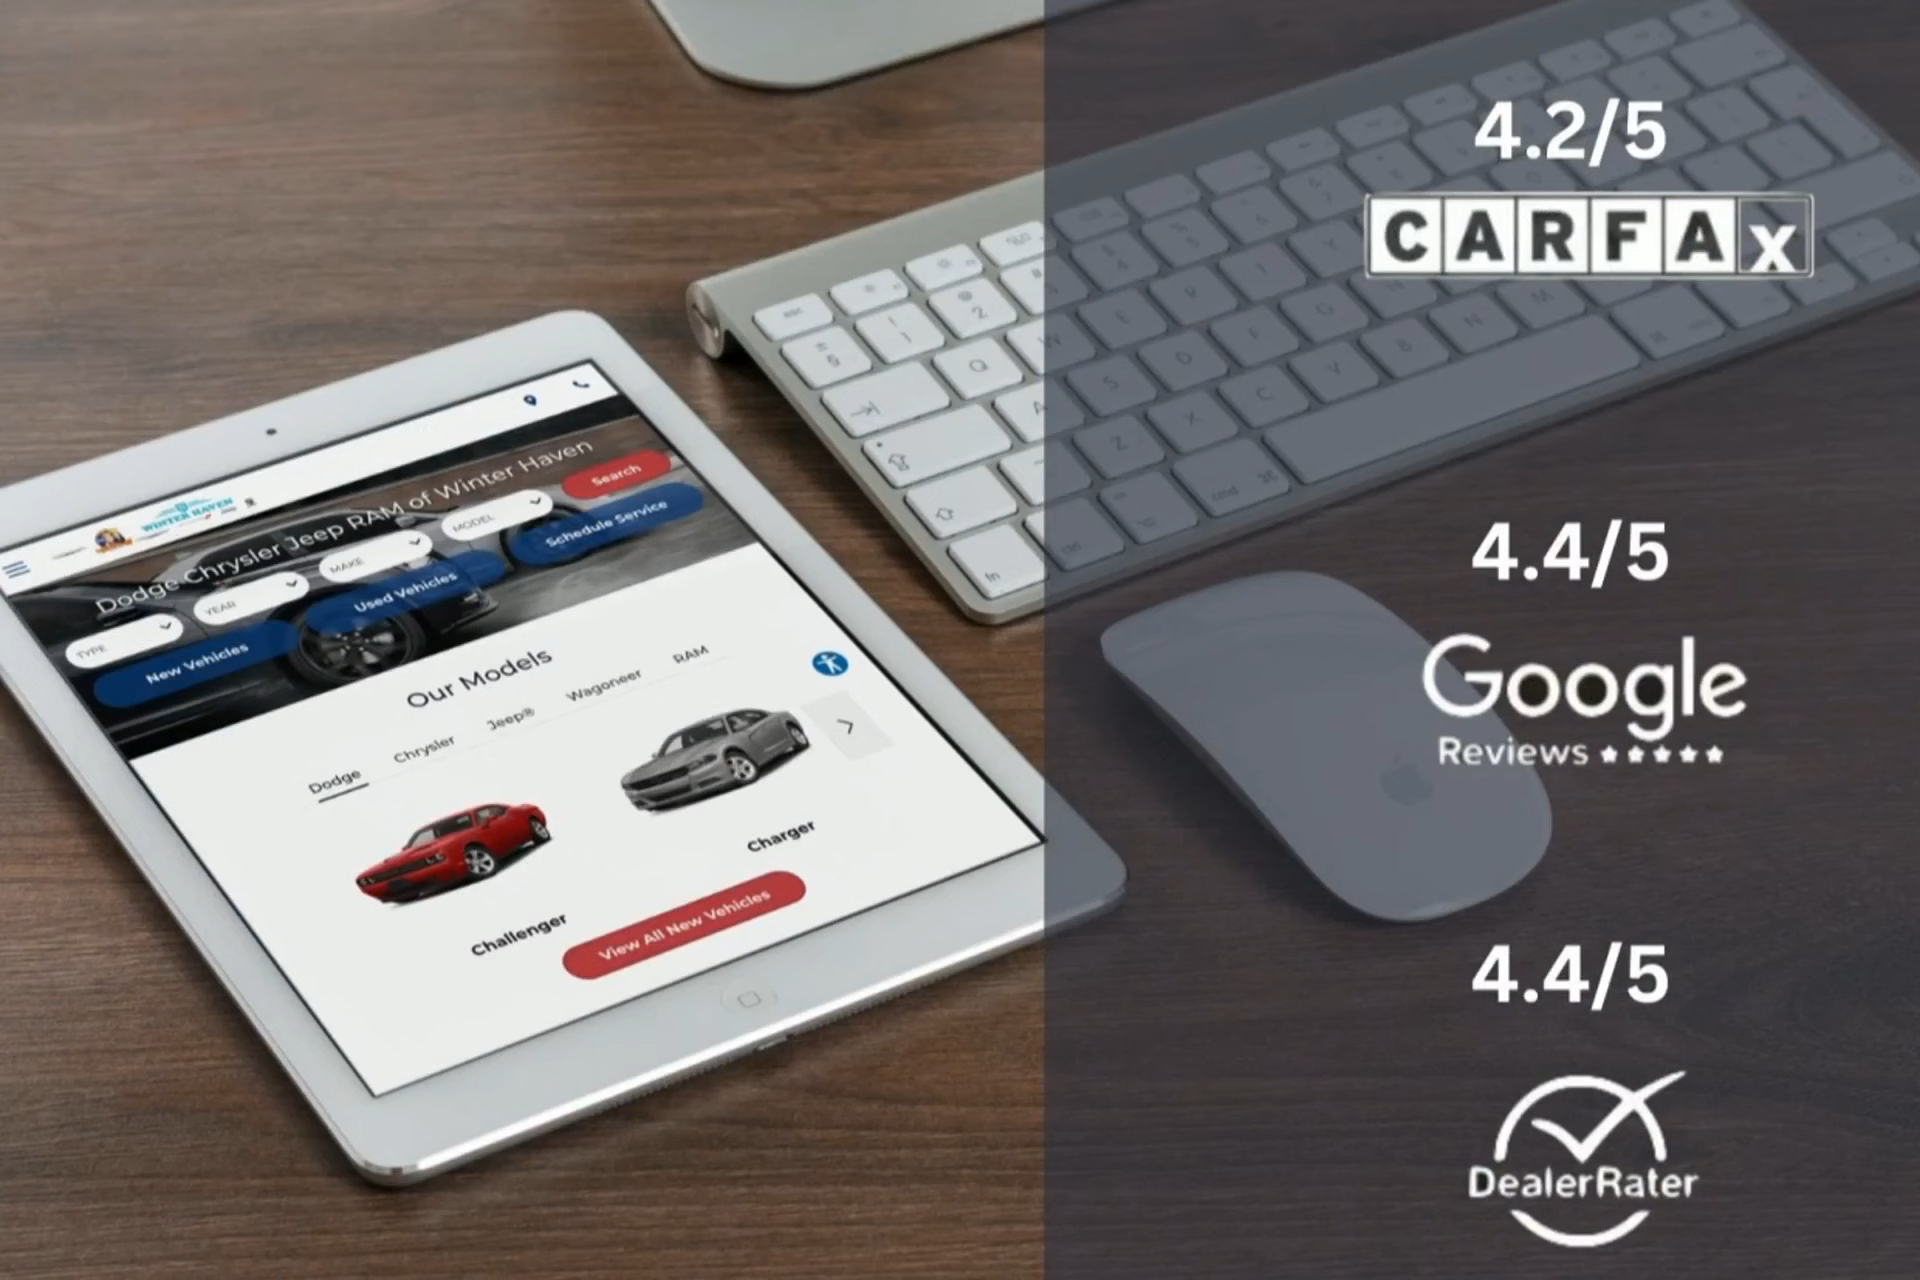 WINTER HAVEN
Dodge Chrysler Jeep RAM of Winter Haven
TYPE
YEAR
MAKE
MODEL
Search
New Vehicles
Used Vehicles
Schedule Service
Our Models
Dodge
Chrysler
Jeep®
Wagoneer
RAM
Challenger
Charger
View All New Vehicles
4.2/5
CARFAX
4.4/5
Google
Reviews
4.4/5
DealerRater